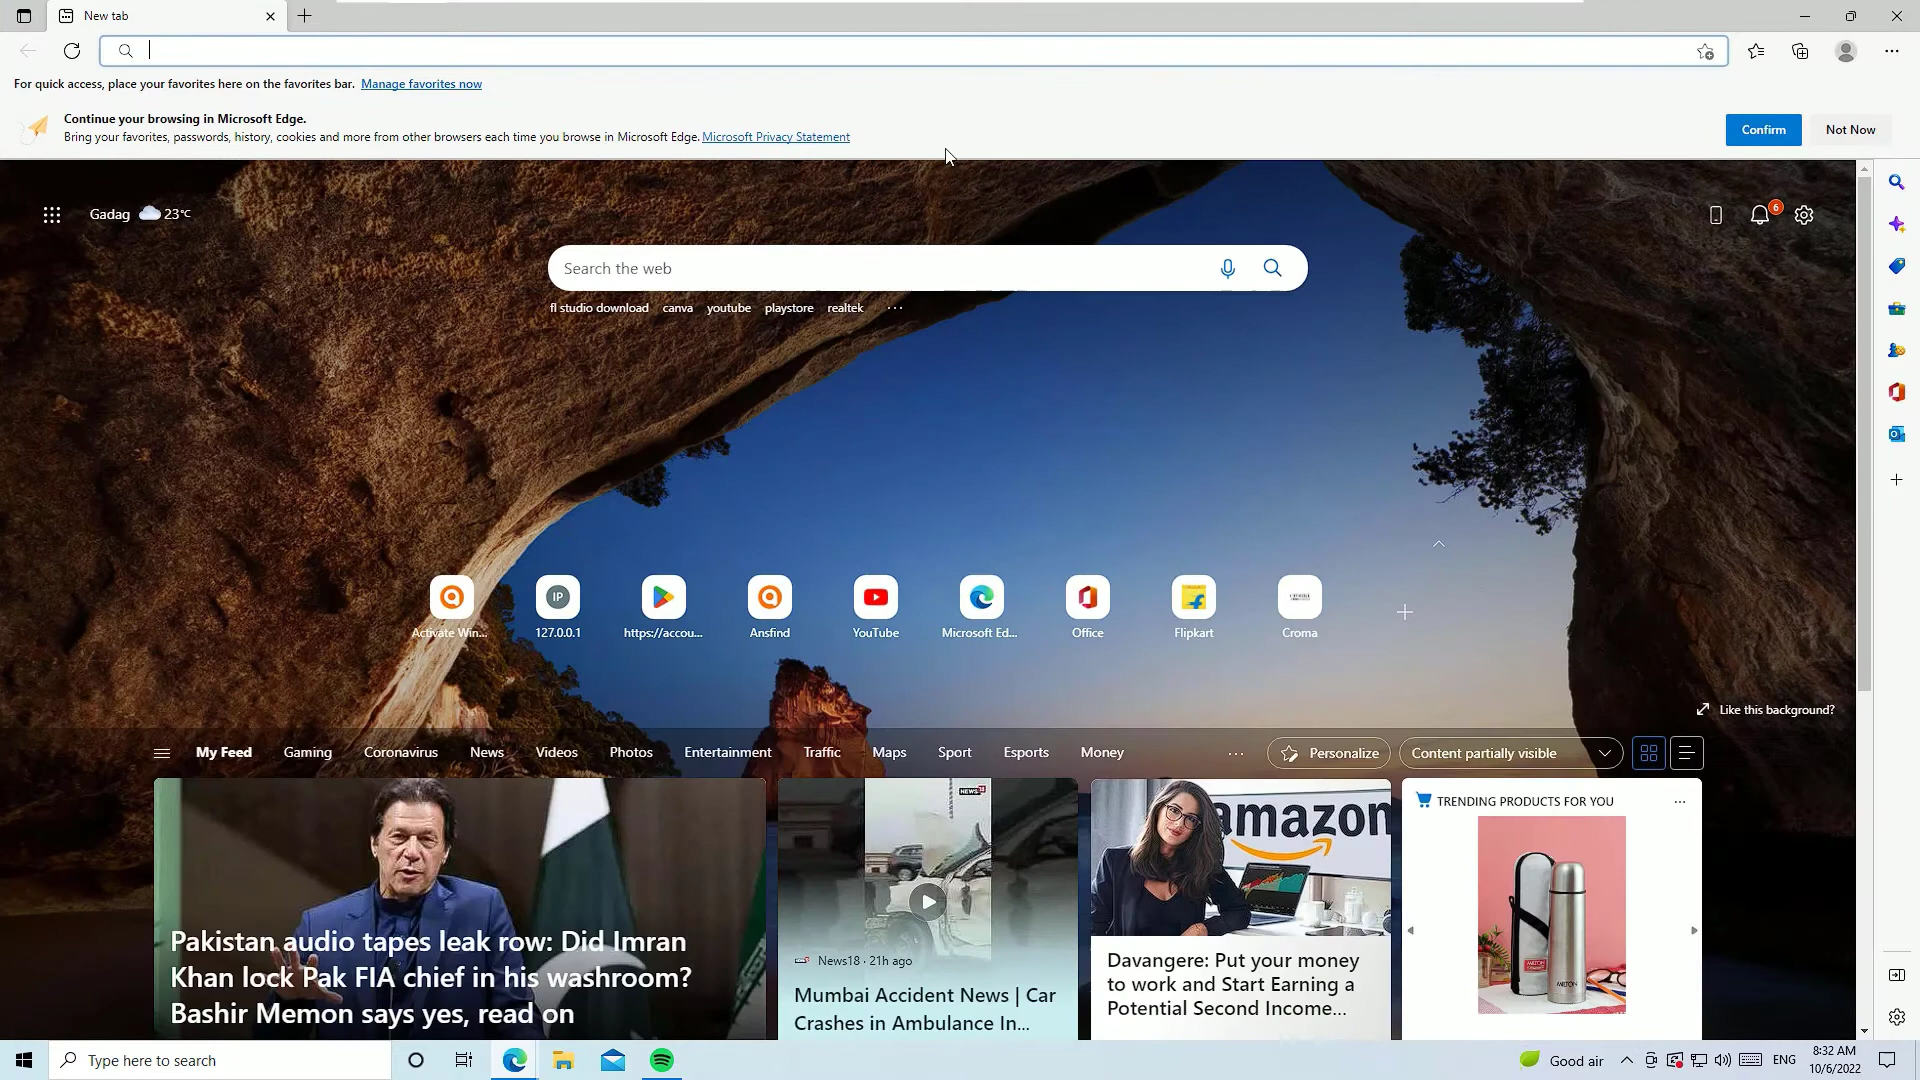 New tab
For quick access, place your favorites here on the favorites bar. Manage favorites now
Continue your browsing in Microsoft Edge.
Bring your favorites, passwords, history, cookies and more from other browsers each time you browse in Microsoft Edge. Microsoft Privacy Statement
Confirm
Not Now
Gadag 23°C
6
Search the web
fl studio download canva youtube playstore realtek ...
Activate Win...
IP
127.0.0.1
https://accou...
Ansfind
YouTube
Microsoft Ed...
Office
Flipkart
Croma
Like this background?
My Feed Gaming Coronavirus News Videos Photos Entertainment Traffic Maps Sport Esports Money ...
Personalize
Content partially visible
Pakistan audio tapes leak row: Did Imran
Khan lock Pak FIA chief in his washroom?
Bashir Memon says yes, read on
NEWS18
News18 · 21h ago
Mumbai Accident News | Car
Crashes in Ambulance In...
amazon
Davangere: Put your money
to work and Start Earning a
Potential Second Income...
TRENDING PRODUCTS FOR YOU
MILTON
Type here to search
Good air
ENG
8:32 AM
10/6/2022